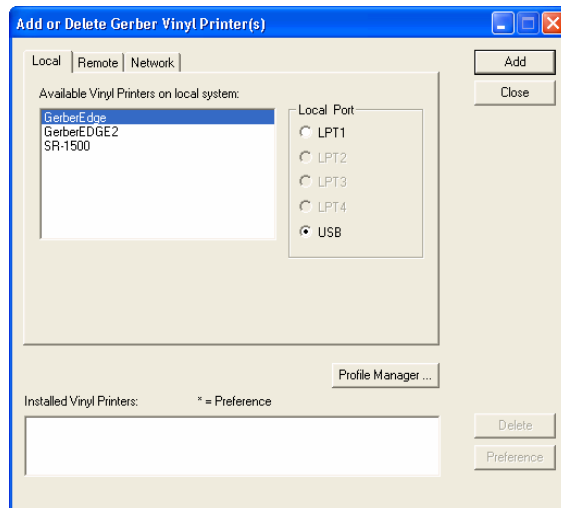 Add or Delete Gerber Vinyl Printer(s)
Local Remote Network
Add
Close
Available Vinyl Printers on local system:
GerberEdge
GerberEDGE2
SR-1500
Local Port
LPT1
LPT2
LPT3
LPT4
USB
Profile Manager ...
Installed Vinyl Printers: * = Preference
Delete
Preference